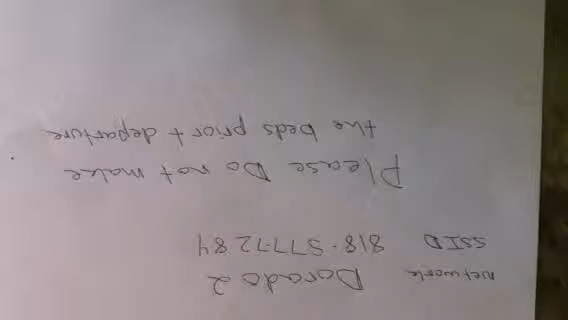 Network Dorado 2
SSID 818-5777284
Please Do not make
the beds prior t departure